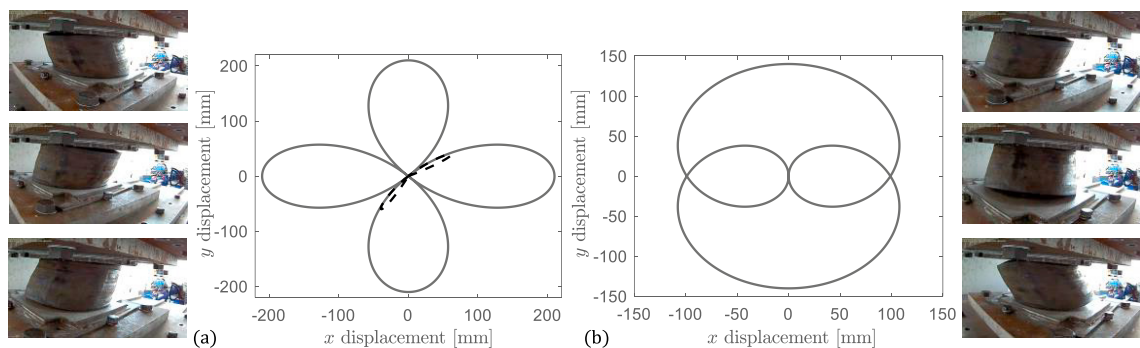 200
100
0
-100
-200
y displacement [mm]
-200 -100 0 100 200
x displacement [mm]
(a)
150
100
50
0
-50
-100
-150
y displacement [mm]
-150 -100 -50 0 50 100 150
x displacement [mm]
(b)